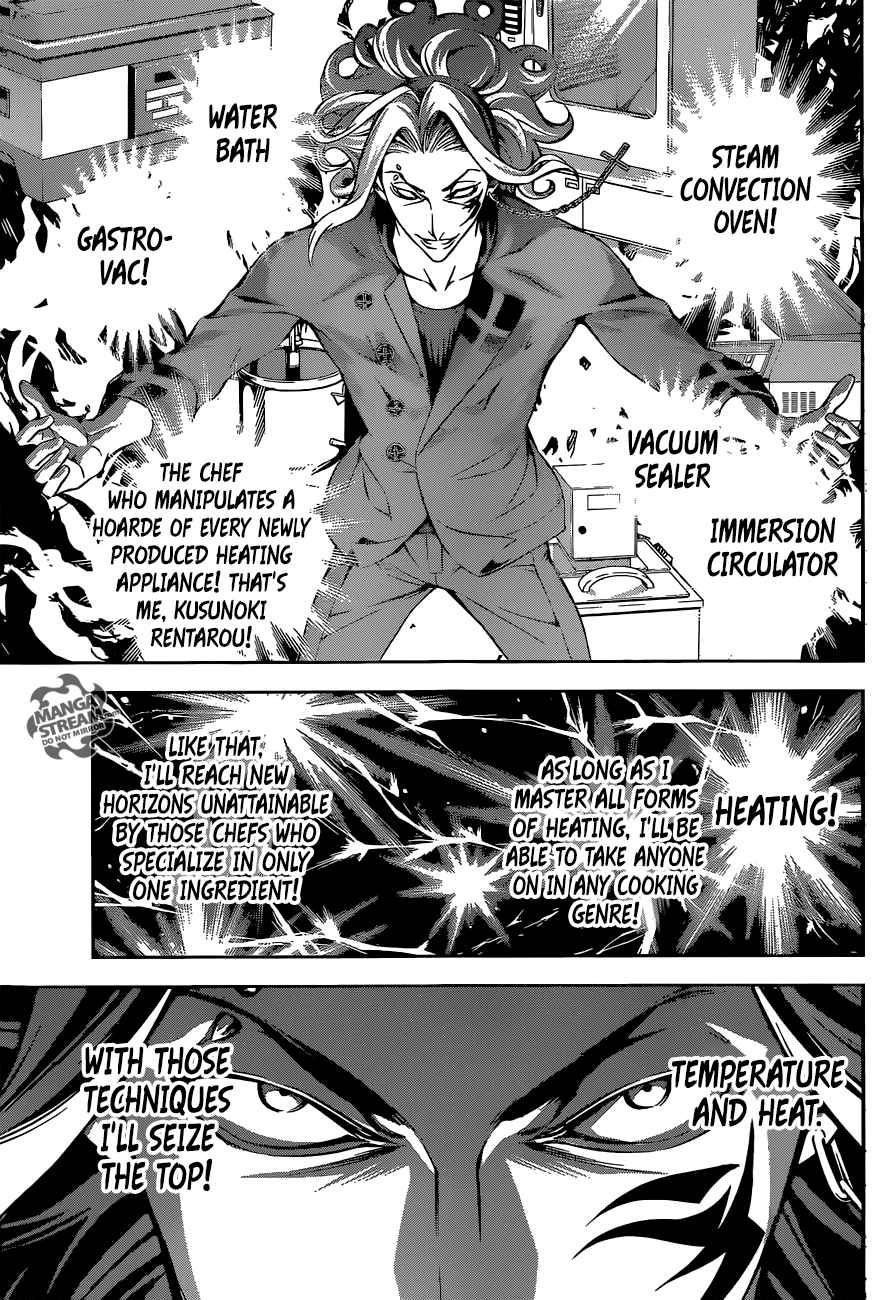 STEAM
CONVECTION
OVEN!
WATER
BATH
GASTRO-
VAC!
VACUUM
SEALER
IMMERSION
CIRCULATOR
THE CHEF
WHO MANIPULATES A
HOARDE OF EVERY NEWLY
PRODUCED HEATING
APPLIANCE! THAT'S
ME, KUSUNOKI
RENTAROU!
HEATING!
AS LONG AS I
MASTER ALL FORMS
OF HEATING, I'LL BE
ABLE TO TAKE ANYONE
ON IN ANY COOKING
GENRE!
LIKE THAT,
I'LL REACH NEW
HORIZONS UNATTAINABLE
BY THOSE CHEFS WHO
SPECIALIZE IN ONLY
ONE INGREDIENT!
MANGA
STREAM
DO NOT MIRROR
TEMPERATURE
AND HEAT.
WITH THOSE
TECHNIQUES
I'LL SEIZE
THE TOP!